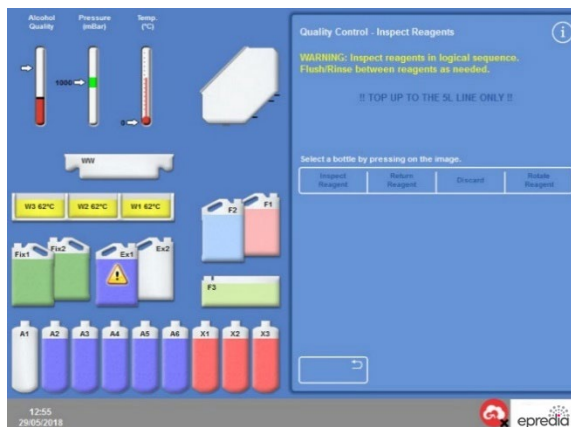 Alcohol Quality
Pressure (mBar)
Temp. (°C)
1000
0
WW
W3 62°C
W2 62°C
W1 62°C
Fix1
Fix2
Ex1
Ex2
F2
F1
F3
A1
A2
A3
A4
A5
A6
X1
X2
X3
Quality Control - Inspect Reagents
i
WARNING: Inspect reagents in logical sequence.
Flush/Rinse between reagents as needed.
!! TOP UP TO THE 5L LINE ONLY !!
Select a bottle by pressing on the image.
Inspect Reagent
Return Reagent
Discard
Rotate Reagent
12:55
29/05/2018
epredia